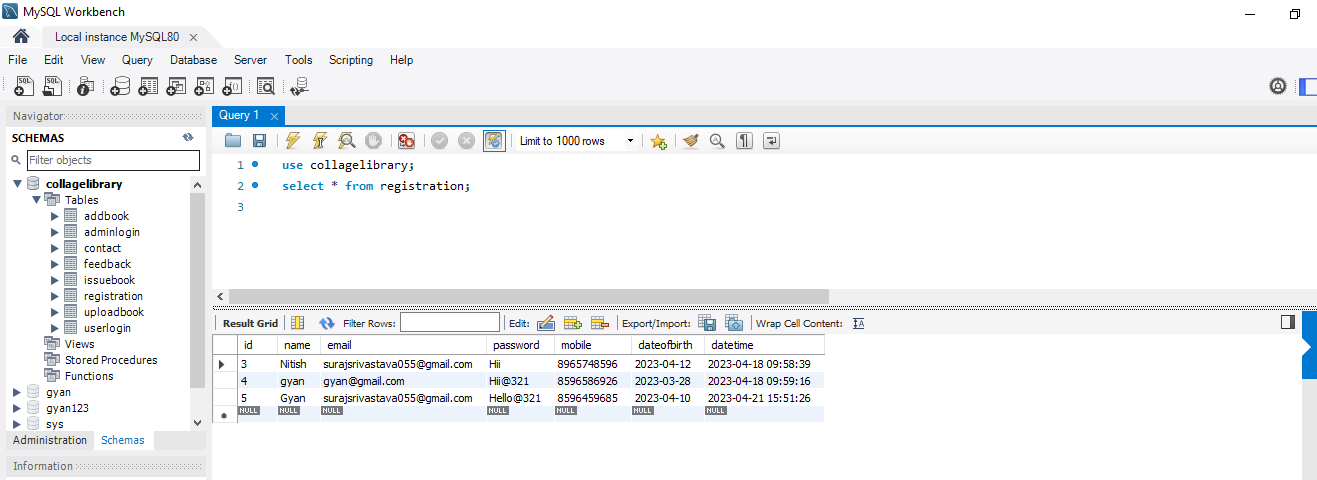 MySQL Workbench
Local instance MySQL80
File Edit View Query Database Server Tools Scripting Help
Navigator
SCHEMAS
Filter objects
collagelibrary
Tables
addbook
adminlogin
contact
feedback
issuebook
registration
uploadbook
userlogin
Views
Stored Procedures
Functions
gyan
gyan123
sys
Administration Schemas
Information
Query 1
Limit to 1000 rows
1 use collagelibrary;
2 select * from registration;
3
Result Grid Filter Rows: Edit: Export/Import: Wrap Cell Content:
id name email password mobile dateofbirth datetime
3 Nitish surajsrivastava055@gmail.com Hii 8965748596 2023-04-12 2023-04-18 09:58:39
4 gyan gyan@gmail.com Hii@321 8596586926 2023-03-28 2023-04-18 09:59:16
5 Gyan surajsrivastava055@gmail.com Hello@321 8596459685 2023-04-10 2023-04-21 15:51:26
NULL NULL NULL NULL NULL NULL NULL